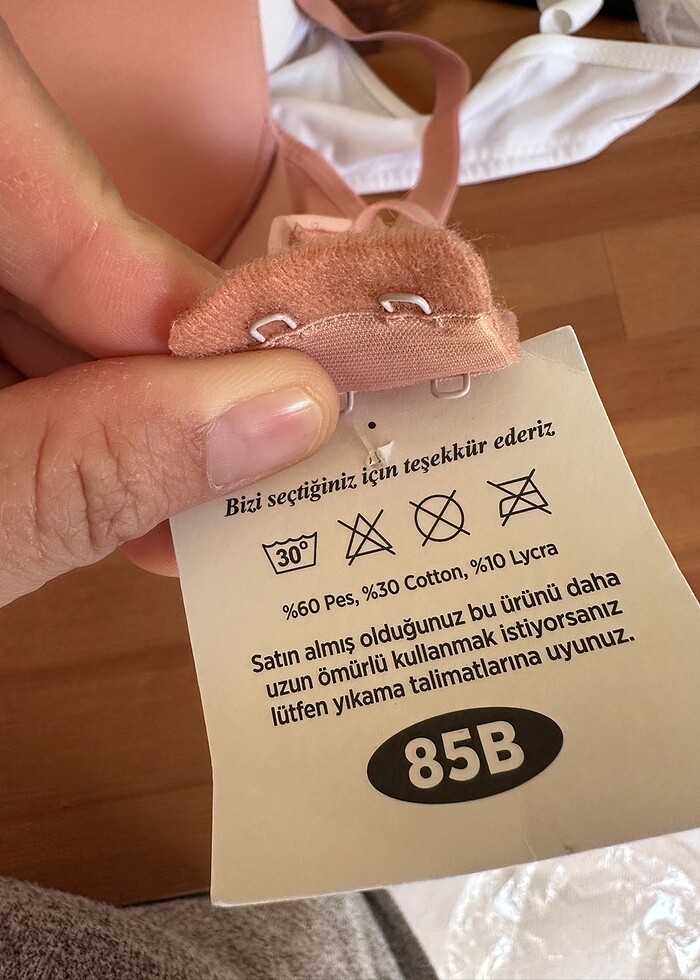 Bizi seçtiğiniz için teşekkür ederiz
30°
%60 Pes, %30 Cotton, %10 Lycra
Satın almış olduğunuz bu ürünü daha
uzun ömürlü kullanmak istiyorsanız
lütfen yıkama talimatlarına uyunuz.
85B